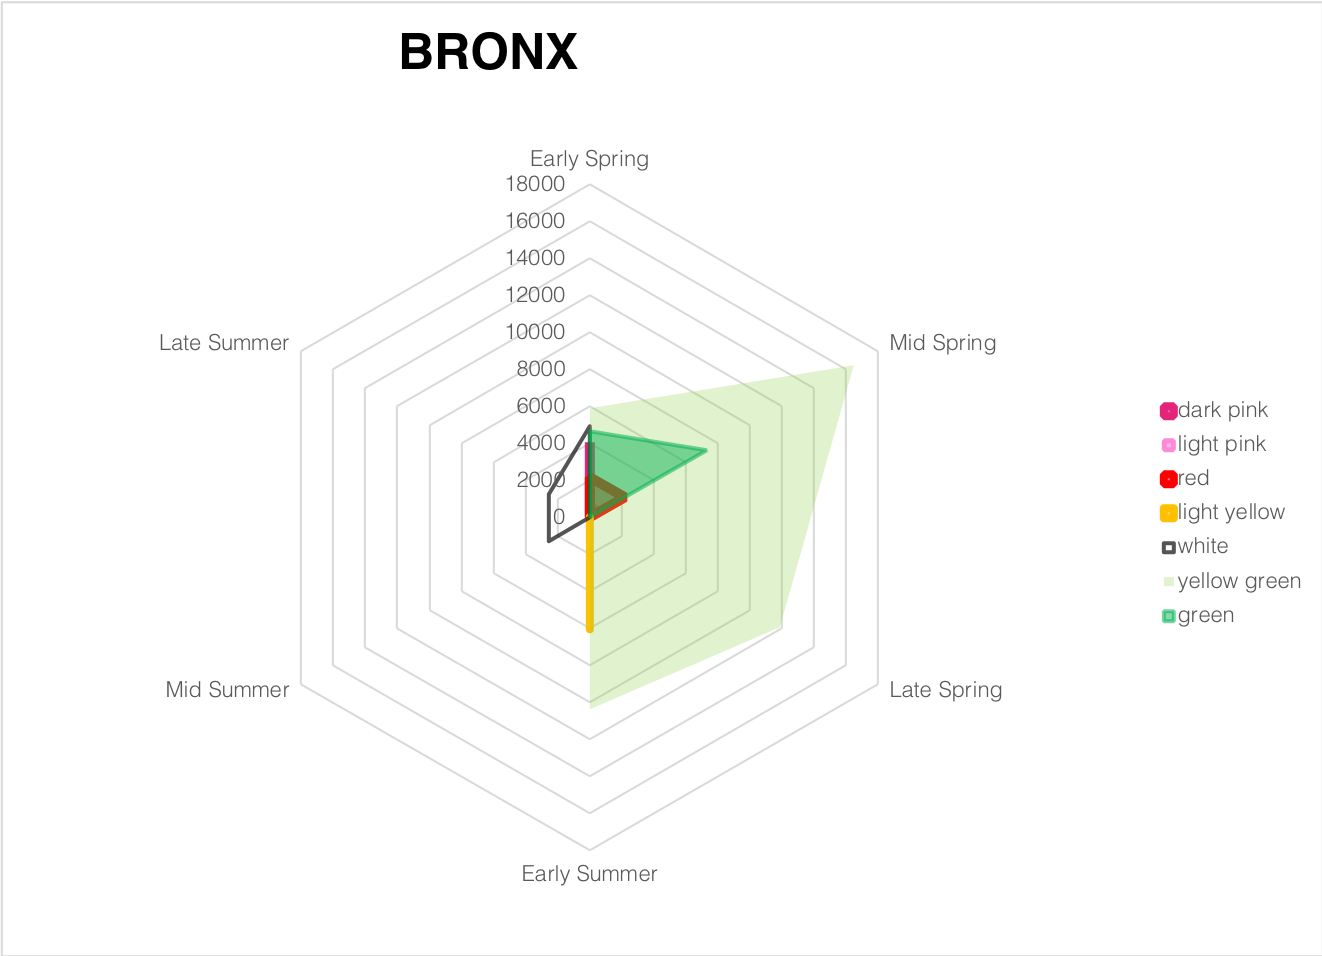 BRONX
Early Spring
18000
16000
14000
12000
10000
8000
6000
4000
2000
0
Late Summer
Mid Spring
Mid Summer
Late Spring
Early Summer
dark pink
light pink
red
light yellow
white
yellow green
green